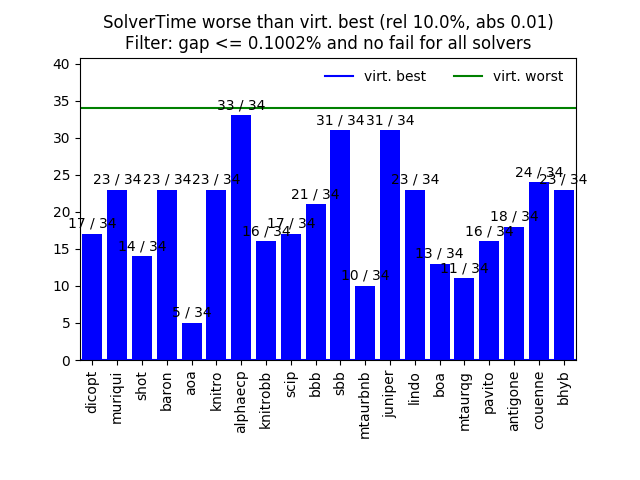 SolverTime worse than virt. best (rel 10.0%, abs 0.01)
Filter: gap <= 0.1002% and no fail for all solvers
virt. best
virt. worst
40
35
30
25
20
15
10
5
0
17 / 34
23 / 34
14 / 34
23 / 34
5 / 34
23 / 34
33 / 34
16 / 34
17 / 34
21 / 34
31 / 34
10 / 34
31 / 34
23 / 34
13 / 34
11 / 34
16 / 34
18 / 34
24 / 34
23 / 34
dicopt
muriqui
shot
baron
aoa
knitro
alphaecp
knitrobb
scip
bbb
sbb
mtaurbnb
juniper
lindo
boa
mtaurqg
pavito
antigone
couenne
bhyb